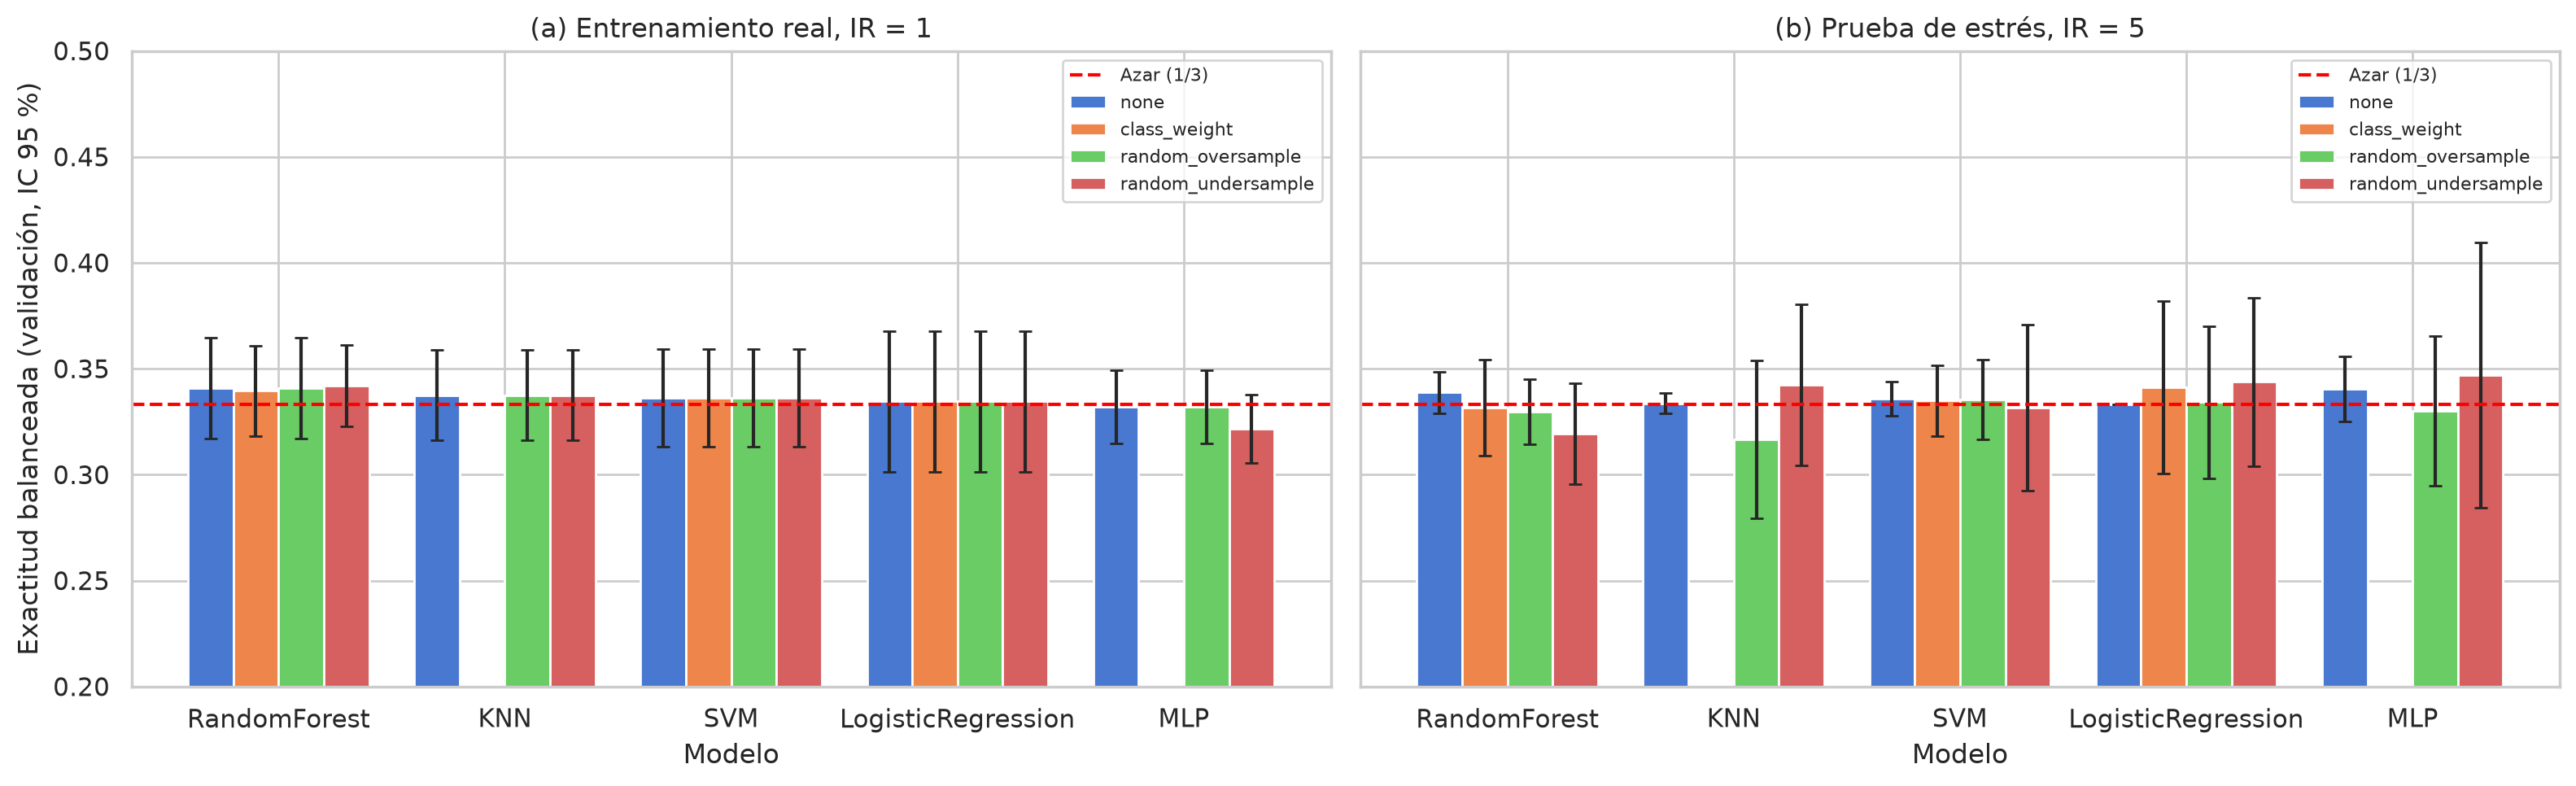 (a) Entrenamiento real, IR = 1
Exactitud balanceada (validación, IC 95 %)
0.50
0.45
0.40
0.35
0.30
0.25
0.20
Azar (1/3)
none
class_weight
random_oversample
random_undersample
RandomForest
KNN
SVM
LogisticRegression
MLP
Modelo
(b) Prueba de estrés, IR = 5
Azar (1/3)
none
class_weight
random_oversample
random_undersample
RandomForest
KNN
SVM
LogisticRegression
MLP
Modelo